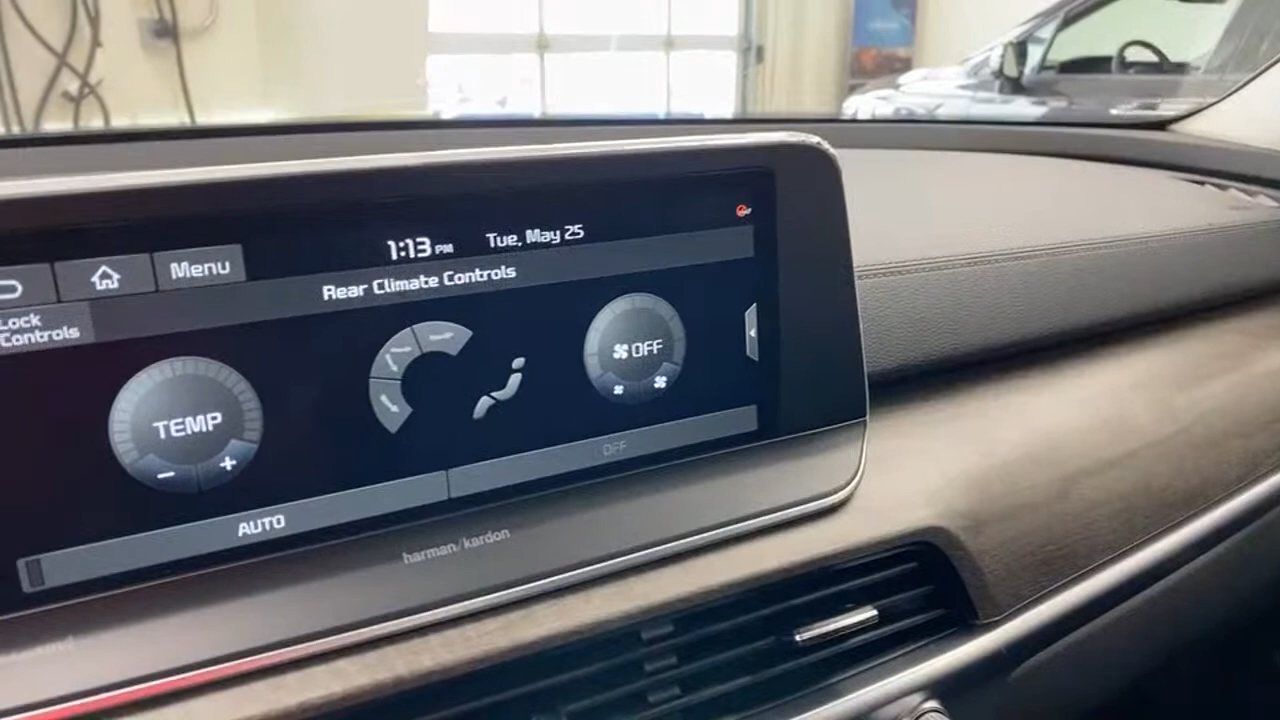 1:13 PM Tue, May 25
Menu
Rear Climate Controls
Lock
Controls
TEMP
- +
OFF
AUTO
OFF
harman/kardon